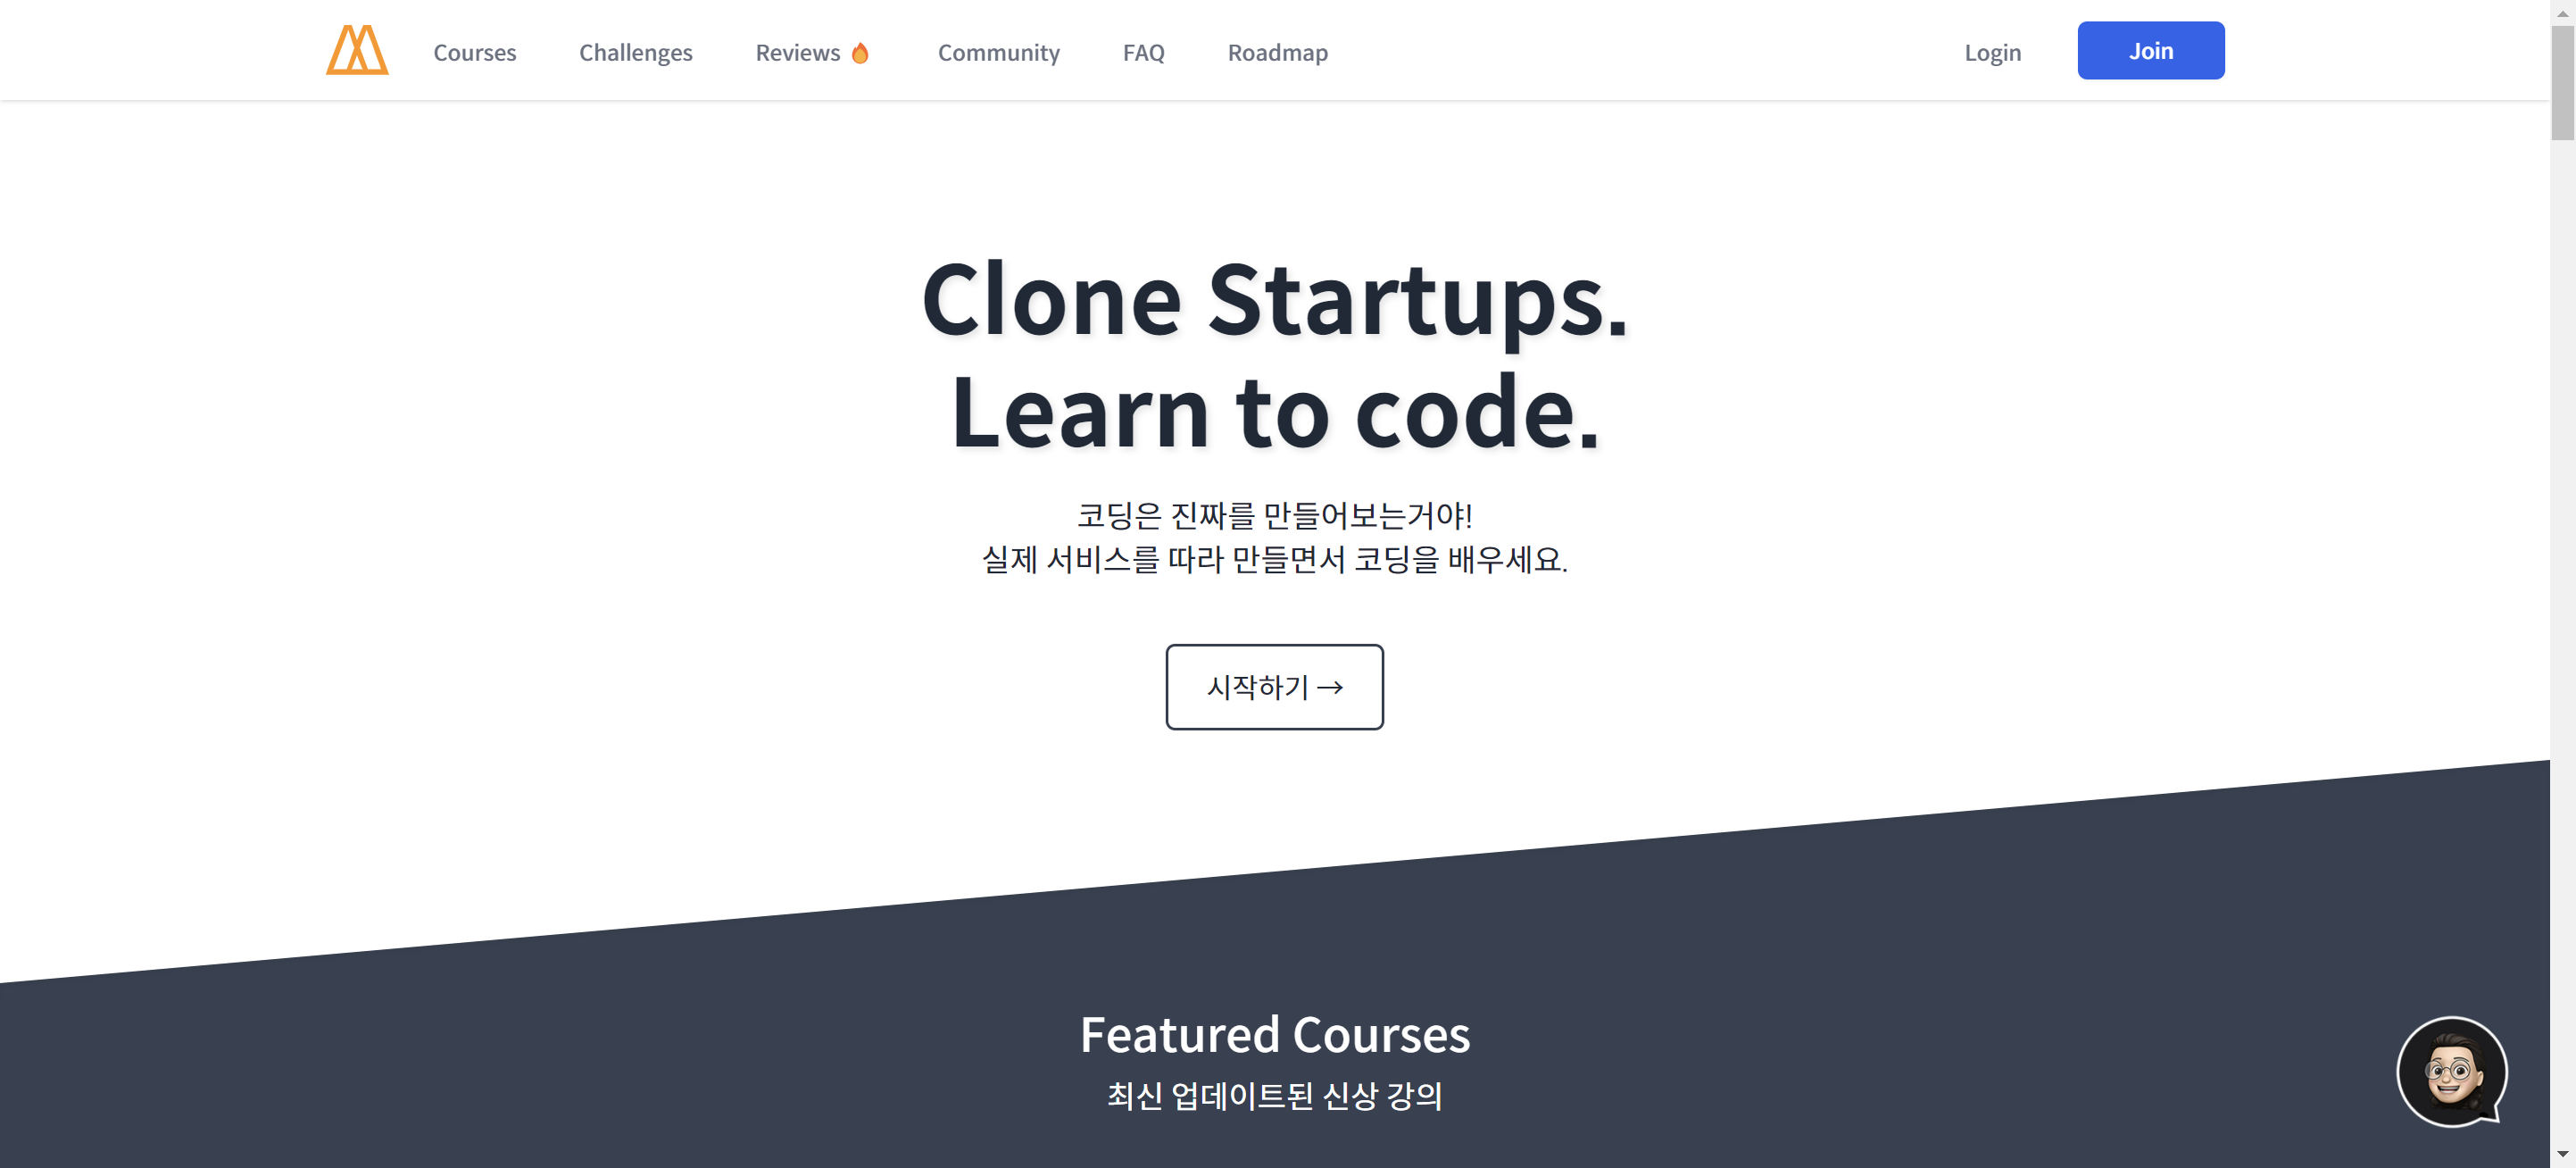 Courses Challenges Reviews 🔥 Community FAQ Roadmap Login Join
Clone Startups.
Learn to code.
코딩은 진짜를 만들어보는거야!
실제 서비스를 따라 만들면서 코딩을 배우세요.
시작하기 →
Featured Courses
최신 업데이트된 신상 강의